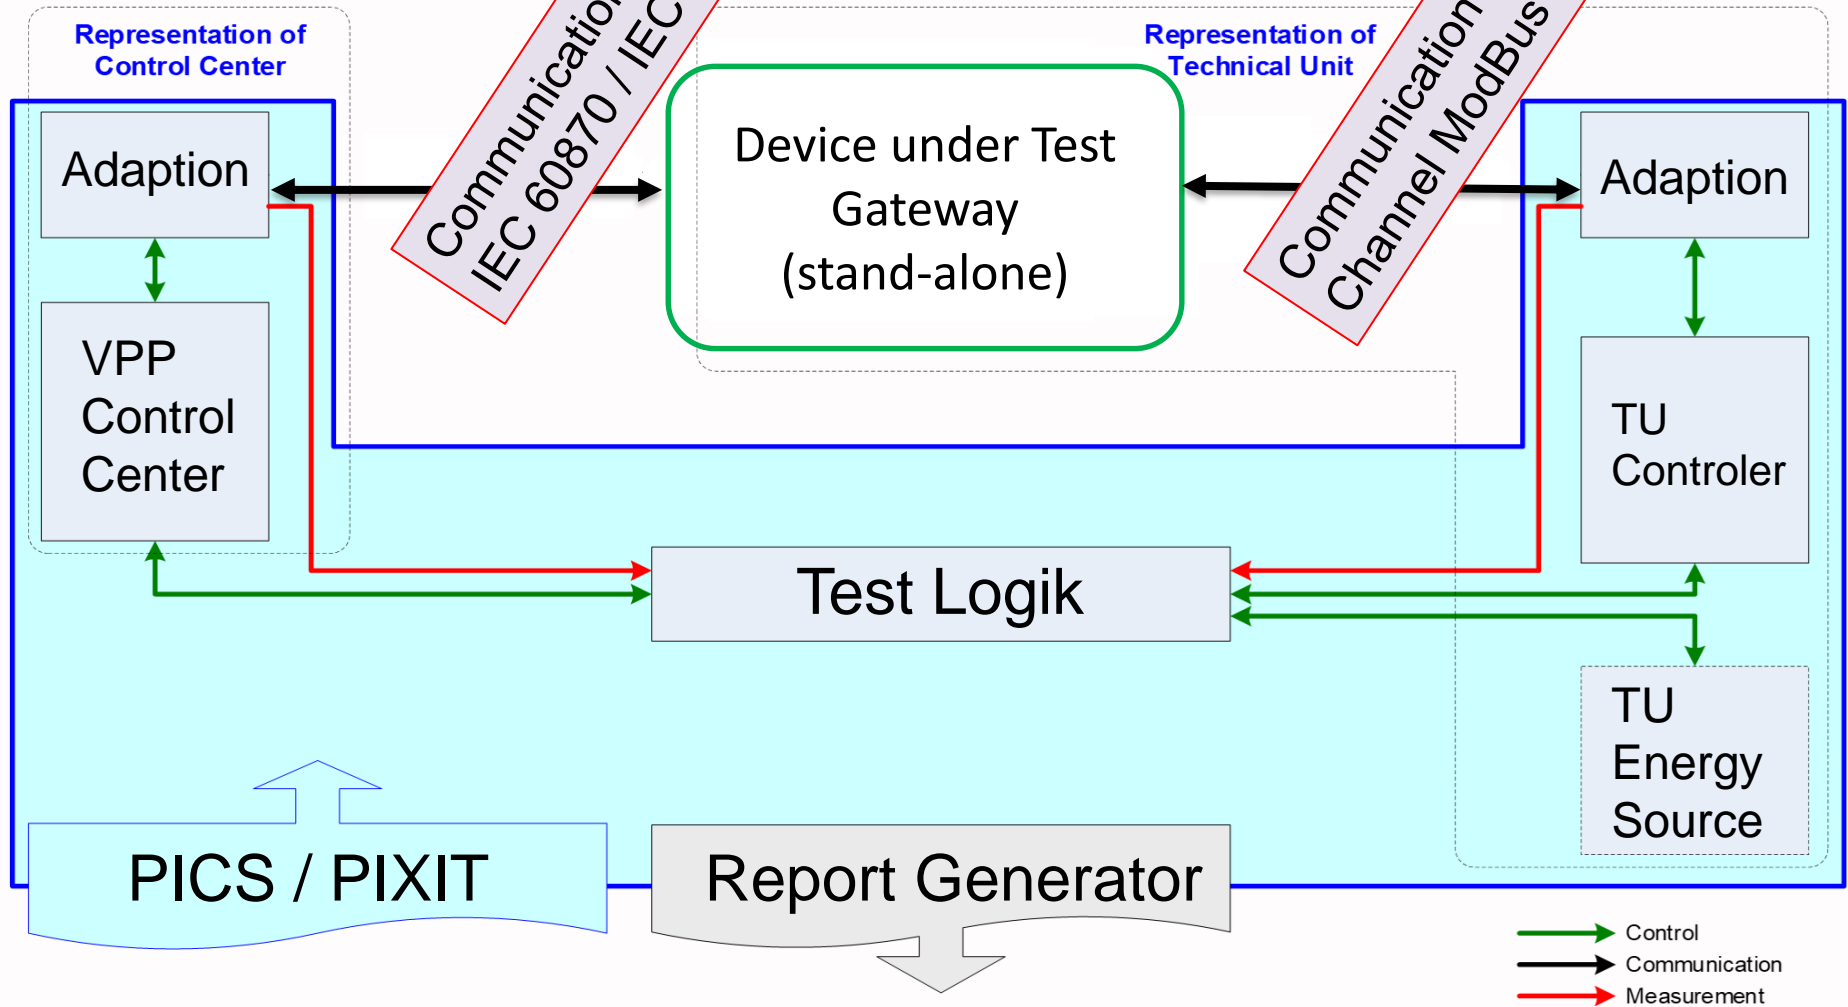 Representation of
Control Center
Communication
IEC 60870 / IEC
Representation of
Technical Unit
Communication
Channel ModBus
Adaption
Device under Test
Gateway
(stand-alone)
Adaption
VPP
Control
Center
TU
Controler
Test Logik
TU
Energy
Source
PICS / PIXIT
Report Generator
Control
Communication
Measurement